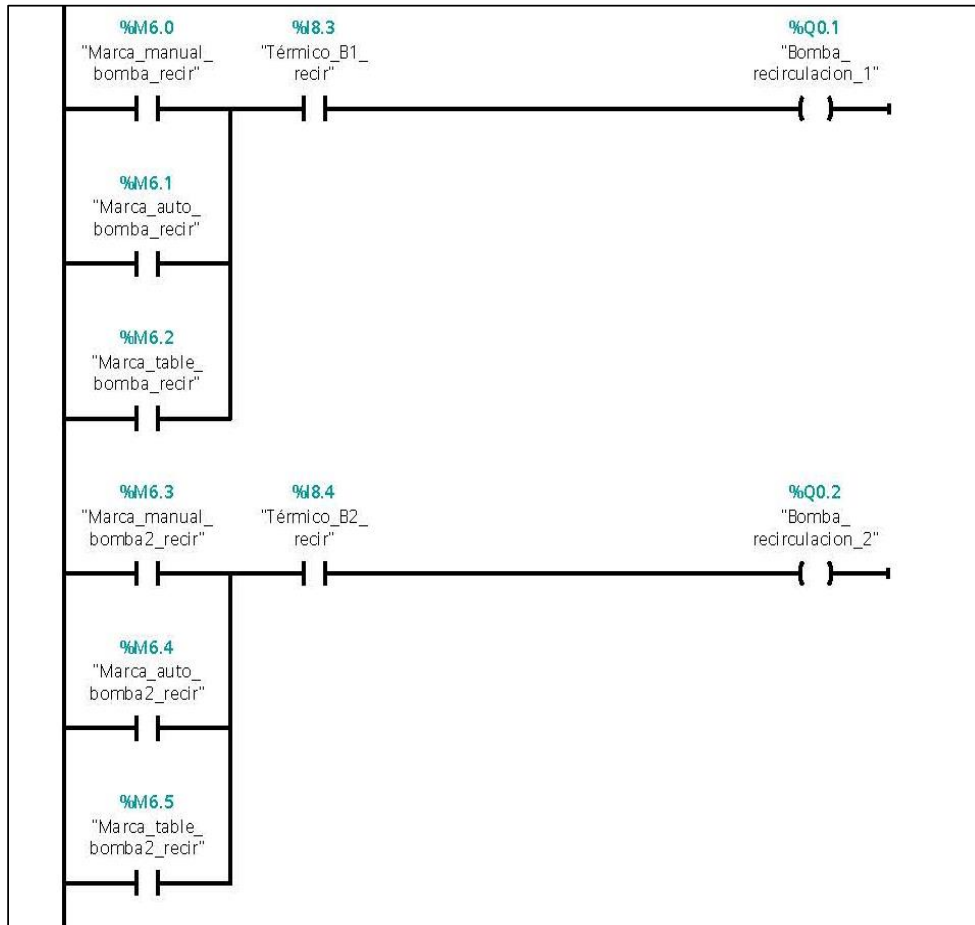 %M6.0
"Marca_manual_
bomba_recir"
%I8.3
"Térmico_B1_
recir"
%Q0.1
"Bomba_
recirculacion_1"
%M6.1
"Marca_auto_
bomba_recir"
%M6.2
"Marca_table_
bomba_recir"
%M6.3
"Marca_manual_
bomba2_recir"
%I8.4
"Térmico_B2_
recir"
%Q0.2
"Bomba_
recirculacion_2"
%M6.4
"Marca_auto_
bomba2_recir"
%M6.5
"Marca_table_
bomba2_recir"